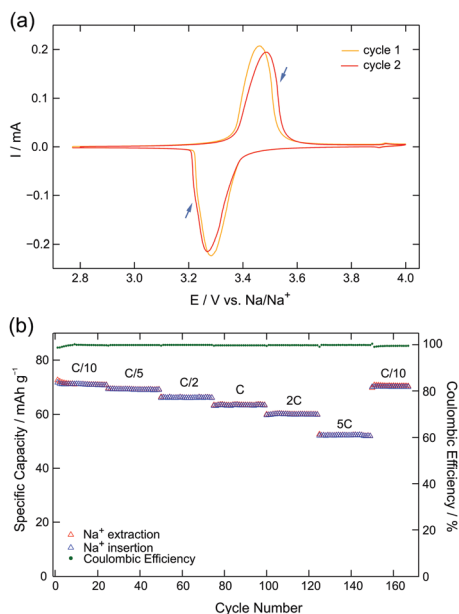 (a)
0.2
0.1
0.0
−0.1
−0.2
I / mA
cycle 1
cycle 2
2.8 3.0 3.2 3.4 3.6 3.8 4.0
E / V vs. Na/Na+
(b)
80
60
40
20
0
Specific Capacity / mAh g−1
C/10
C/5
C/2
C
2C
5C
C/10
100
80
60
40
20
0
Coulombic Efficiency / %
Na+ extraction
Na+ insertion
Coulombic Efficiency
0 20 40 60 80 100 120 140 160
Cycle Number